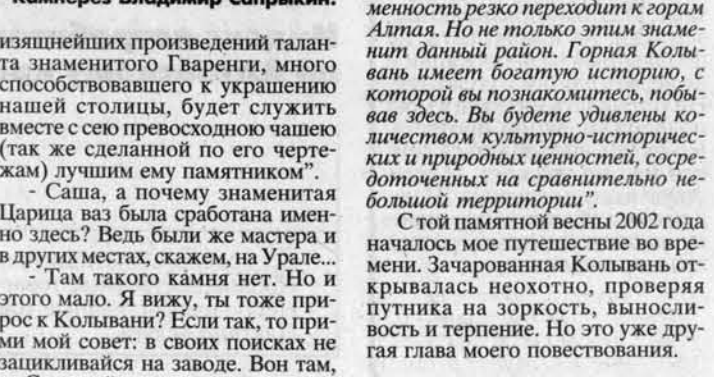 Камнерез Владимир Сапрыкин.
изящнейших произведений талан-
та знаменитого Гваренги, много
способствовавшего к украшению
нашей столицы, будет служить
вместе с сею превосходною чашею
(так же сделанной по его черте-
жам) лучшим ему памятником”.
- Саша, а почему знаменитая
Царица ваз была сработана имен-
но здесь? Ведь были же мастера и
в других местах, скажем, на Урале...
- Там такого камня нет. Но и
этого мало. Я вижу, ты тоже при-
рос к Колывани? Если так, то при-
ми мой совет: в своих поисках не
зацикливайся на заводе. Вон там,
менность резко переходит к горам
Алтая. Но не только этим знаме-
нит данный район. Горная Колы-
вань имеет богатую историю, с
которой вы познакомитесь, побы-
вав здесь. Вы будете удивлены ко-
личеством культурно-историчес-
ких и природных ценностей, сосре-
доточенных на сравнительно не-
большой территории”.
С той памятной весны 2002 года
началось мое путешествие во вре-
мени. Зачарованная Колывань от-
крывалась неохотно, проверяя
путника на зоркость, выносли-
вость и терпение. Но это уже дру-
гая глава моего повествования.